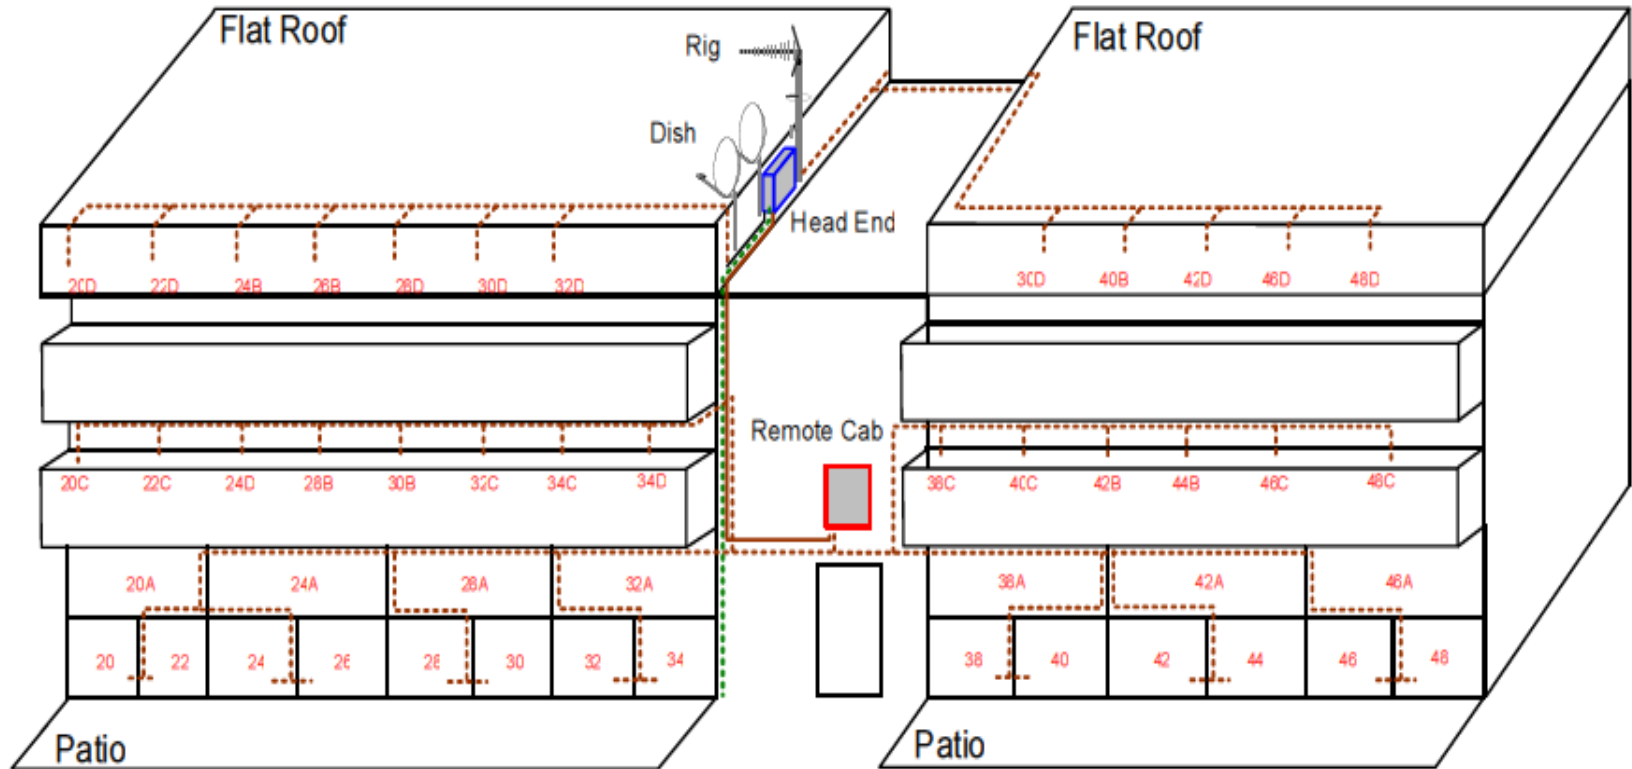 Flat Roof
Flat Roof
Rig
Dish
Head End
20D 22D 24B 26B 28D 30D 32D
30D 40B 42D 46D 48D
Remote Cab
20C 22C 24D 28B 30B 32C 34C 34D
38C 40C 42B 44B 46C 48C
20A 24A 28A 32A
38A 42A 46A
20 22 24 26 28 30 32 34
38 40 42 44 46 48
Patio
Patio